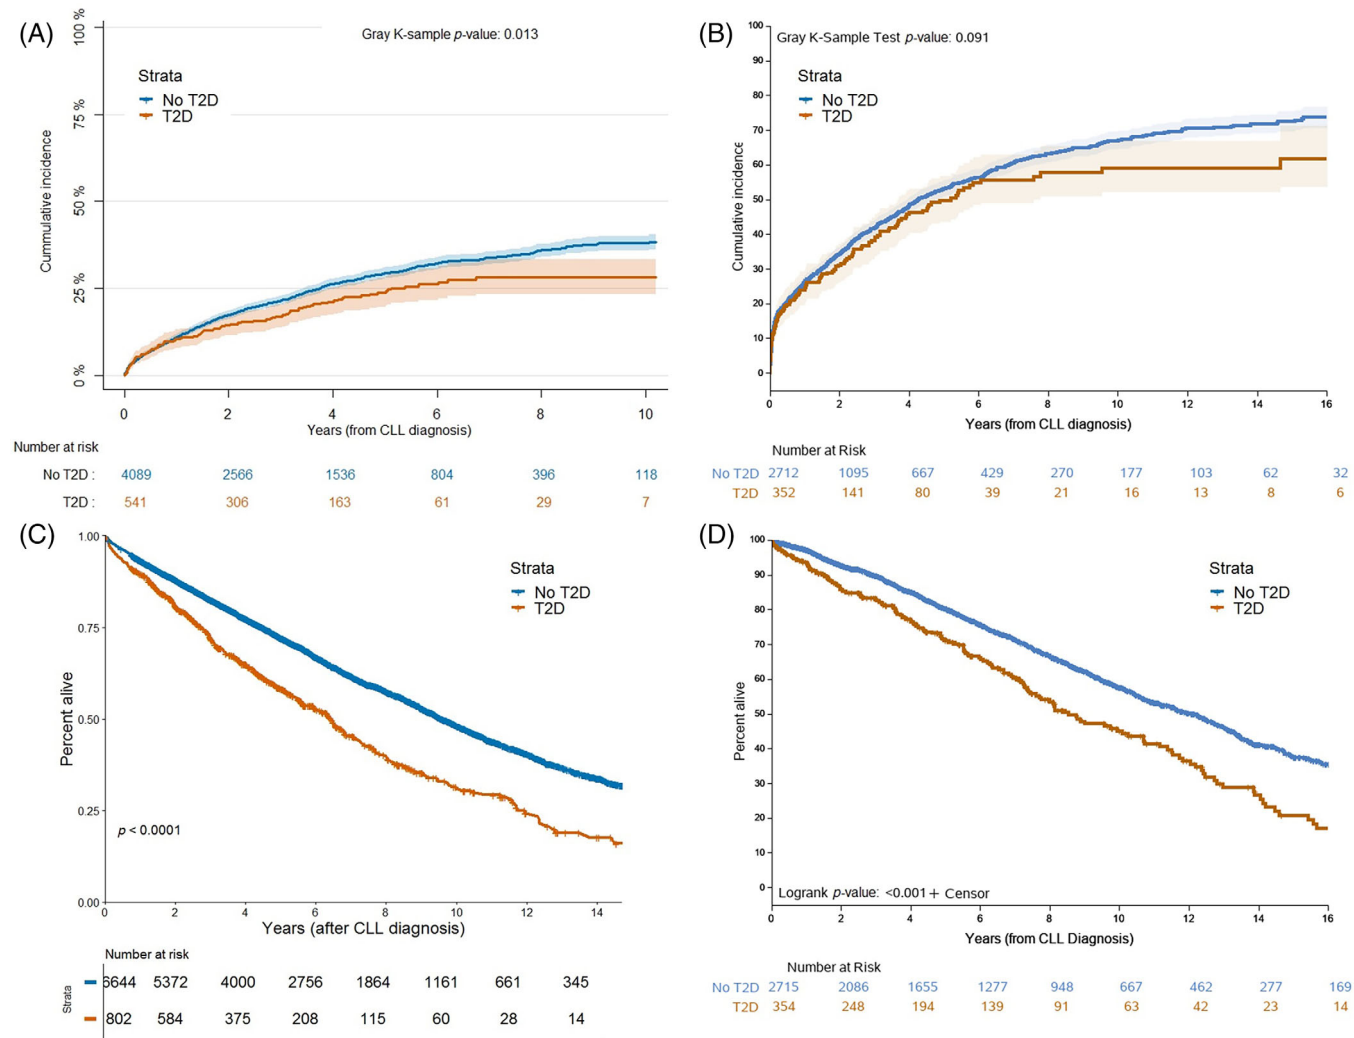 (A)
Gray K-sample p-value: 0.013
Strata
No T2D
T2D
Cummulative incidence
100 %
75 %
50 %
25 %
0 %
0 2 4 6 8 10
Years (from CLL diagnosis)
Number at risk
No T2D : 4089 2566 1536 804 396 118
T2D : 541 306 163 61 29 7
(B)
Gray K-Sample Test p-value: 0.091
Strata
No T2D
T2D
Cumulative incidence
100
90
80
70
60
50
40
30
20
10
0
0 2 4 6 8 10 12 14 16
Years (from CLL diagnosis)
Number at Risk
No T2D 2712 1095 667 429 270 177 103 62 32
T2D 352 141 80 39 21 16 13 8 6
(C)
Strata
No T2D
T2D
Percent alive
1.00
0.75
0.50
0.25
0.00
p < 0.0001
0 2 4 6 8 10 12 14
Years (after CLL diagnosis)
Number at risk
Strata
6644 5372 4000 2756 1864 1161 661 345
802 584 375 208 115 60 28 14
(D)
Strata
No T2D
T2D
Percent alive
100
90
80
70
60
50
40
30
20
10
0
Logrank p-value: <0.001 + Censor
0 2 4 6 8 10 12 14 16
Years (from CLL Diagnosis)
Number at Risk
No T2D 2715 2086 1655 1277 948 667 462 277 169
T2D 354 248 194 139 91 63 42 23 14